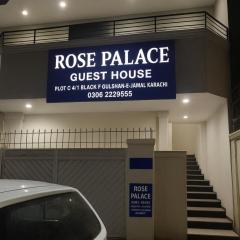 ROSE PALACE
GUEST HOUSE
PLOT C 4/1 BLACK F GULSHAN-E-JAMAL KARACHI
0306 2229555
ROSE
PALACE